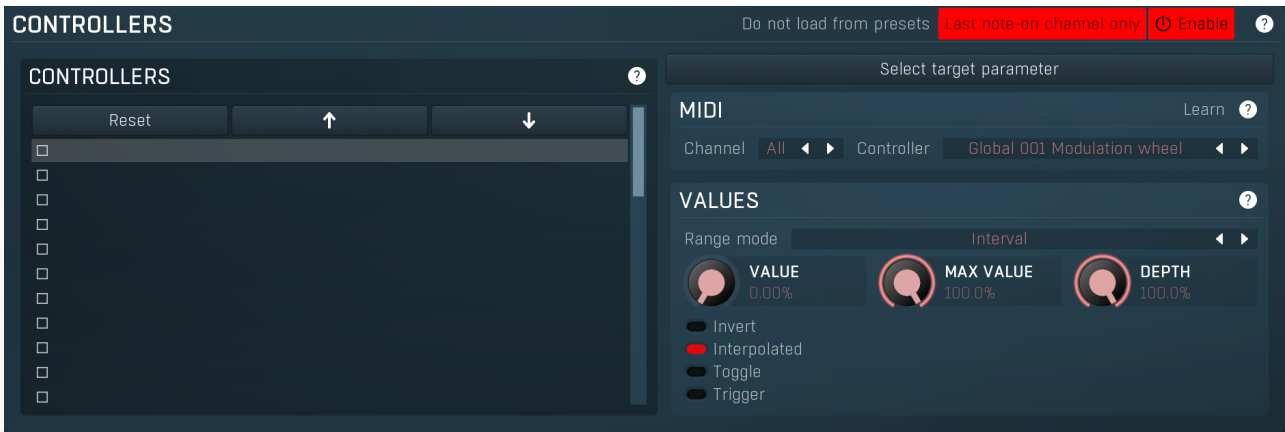 CONTROLLERS
Do not load from presets Last note-on channel only Enable ?
CONTROLLERS ?
Reset ↑ ↓
Select target parameter
MIDI Learn ?
Channel All Controller Global 001 Modulation wheel
VALUES ?
Range mode Interval
VALUE
0.00%
MAX VALUE
100.0%
DEPTH
100.0%
Invert
Interpolated
Toggle
Trigger